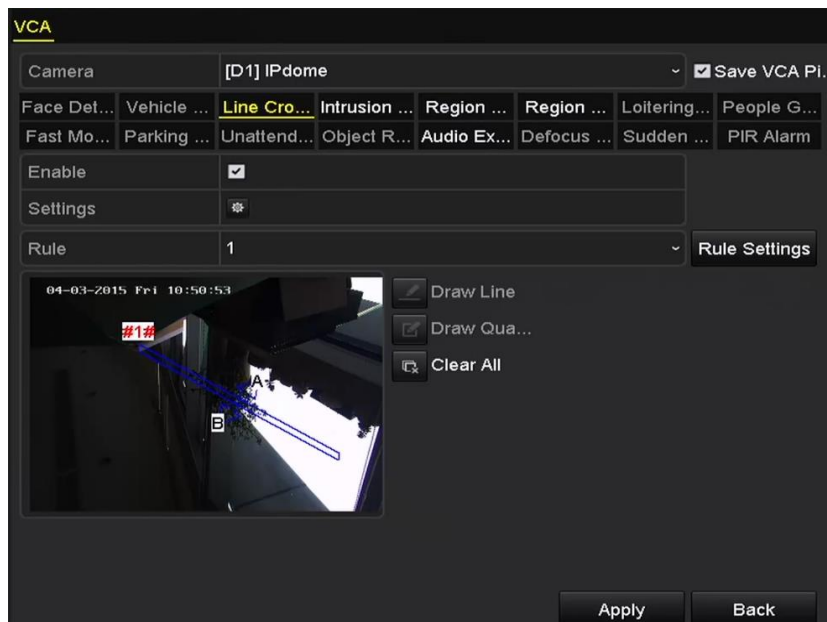 VCA
Camera [D1] IPdome Save VCA Pi.
Face Det... Vehicle ... Line Cro... Intrusion ... Region ... Region ... Loitering... People G...
Fast Mo... Parking ... Unattend... Object R... Audio Ex... Defocus ... Sudden ... PIR Alarm
Enable
Settings
Rule 1 Rule Settings
04-03-2015 Fri 10:50:53
#1#
A
B
Draw Line
Draw Qua...
Clear All
Apply Back